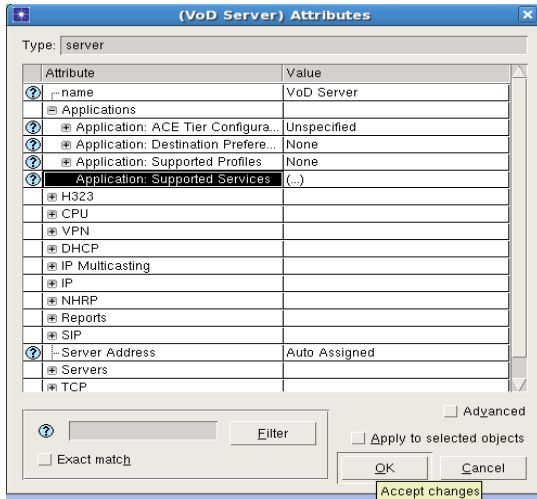 (VoD Server) Attributes
Type: server
Attribute Value
name VoD Server
Applications
Application: ACE Tier Configura... Unspecified
Application: Destination Prefere... None
Application: Supported Profiles None
Application: Supported Services (...)
H323
CPU
VPN
DHCP
IP Multicasting
IP
NHRP
Reports
SIP
Server Address Auto Assigned
Servers
TCP
Advanced
Filter
Apply to selected objects
Exact match
OK Cancel
Accept changes